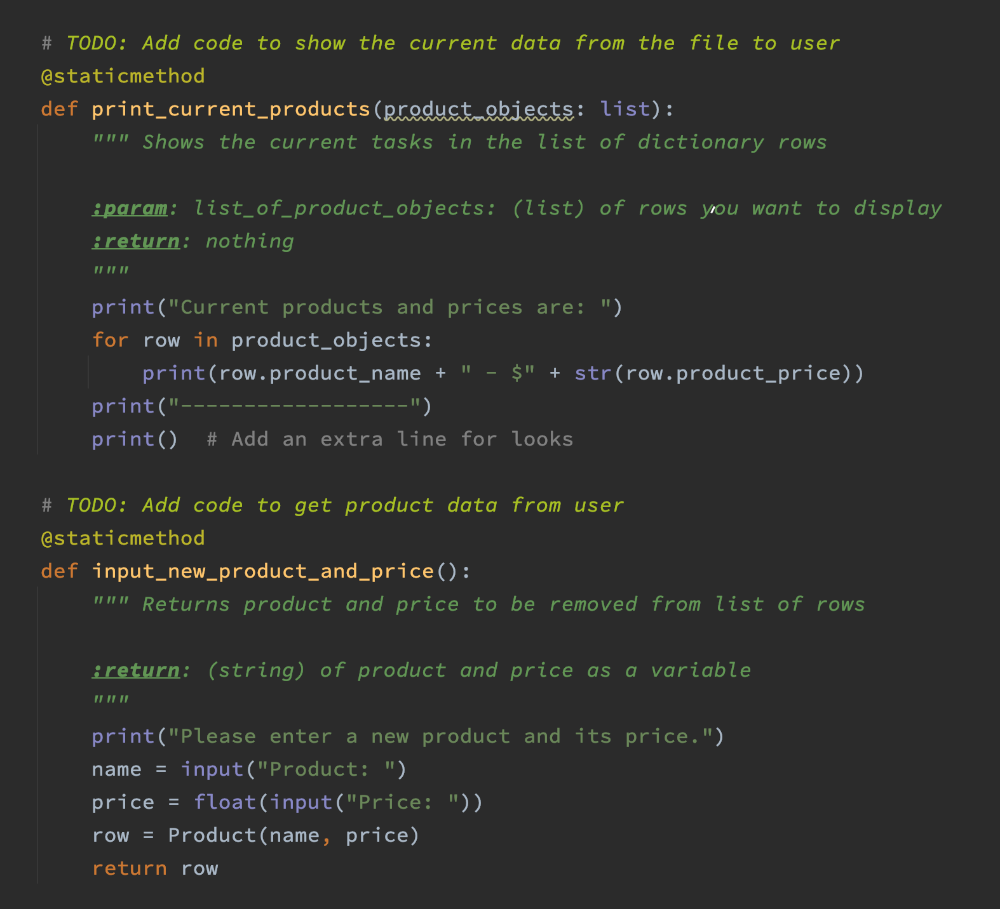 # TODO: Add code to show the current data from the file to user
@staticmethod
def print_current_products(product_objects: list):
    """ Shows the current tasks in the list of dictionary rows

    :param: list_of_product_objects: (list) of rows you want to display
    :return: nothing
    """
    print("Current products and prices are: ")
    for row in product_objects:
        print(row.product_name + " - $" + str(row.product_price))
    print("------------------")
    print()  # Add an extra line for looks

# TODO: Add code to get product data from user
@staticmethod
def input_new_product_and_price():
    """ Returns product and price to be removed from list of rows

    :return: (string) of product and price as a variable
    """
    print("Please enter a new product and its price.")
    name = input("Product: ")
    price = float(input("Price: "))
    row = Product(name, price)
    return row